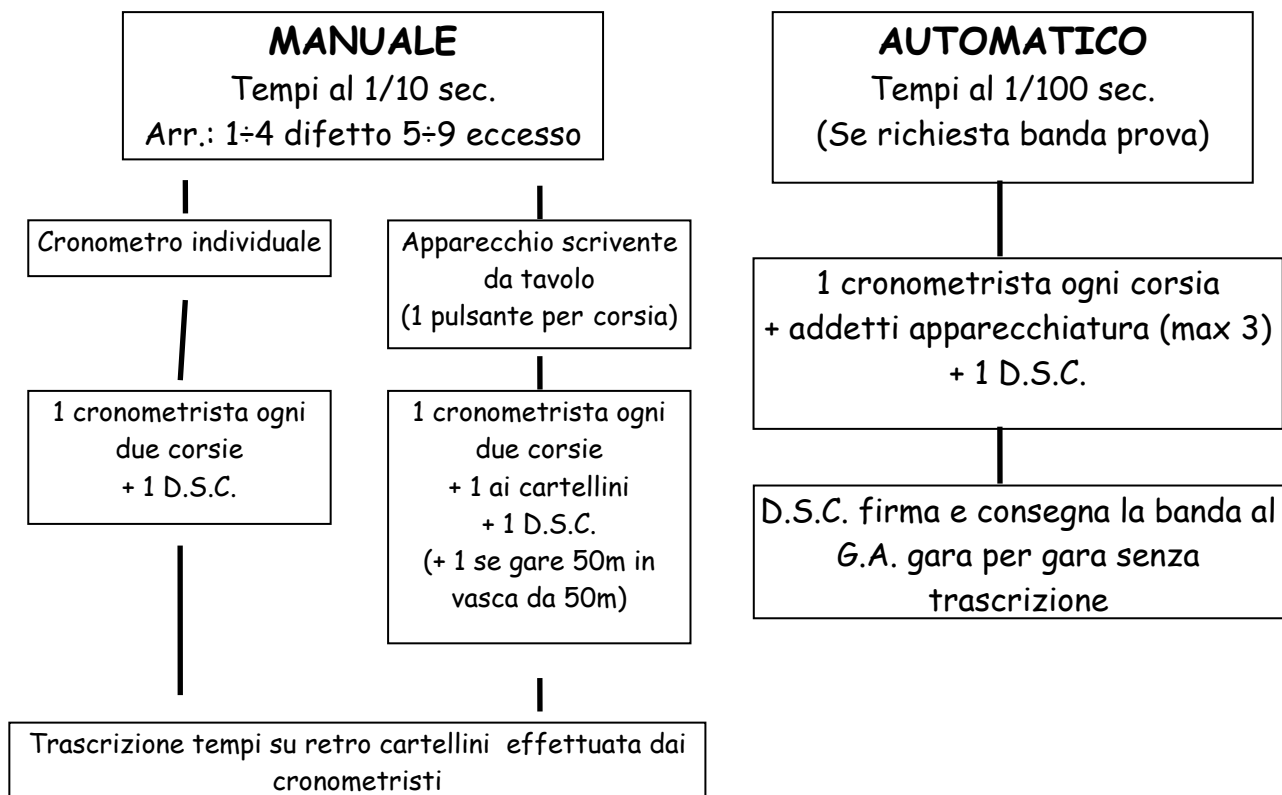 MANUALE
Tempi al 1/10 sec.
Arr.: 1÷4 difetto 5÷9 eccesso
AUTOMATICO
Tempi al 1/100 sec.
(Se richiesta banda prova)
Cronometro individuale
Apparecchio scrivente
da tavolo
(1 pulsante per corsia)
1 cronometrista ogni corsia
+ addetti apparecchiatura (max 3)
+ 1 D.S.C.
1 cronometrista ogni
due corsie
+ 1 D.S.C.
1 cronometrista ogni
due corsie
+ 1 ai cartellini
+ 1 D.S.C.
(+ 1 se gare 50m in
vasca da 50m)
D.S.C. firma e consegna la banda al
G.A. gara per gara senza
trascrizione
Trascrizione tempi su retro cartellini effettuata dai
cronometristi